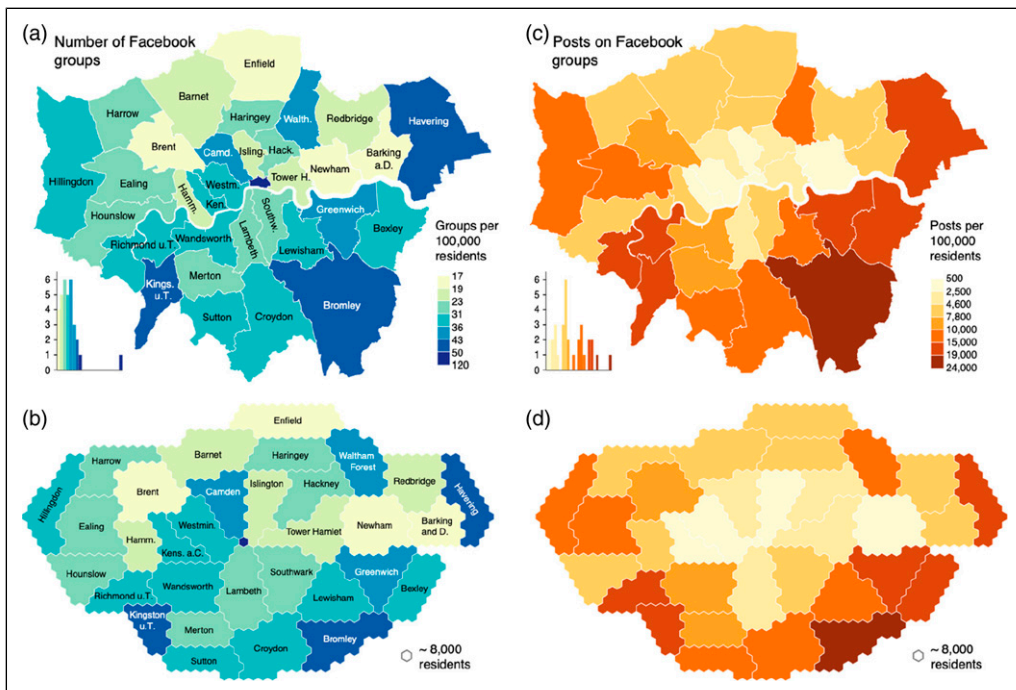 (a)
Number of Facebook
groups
Enfield
Barnet
Harrow
Haringey
Walth.
Redbridge
Havering
Brent
Camd.
Isling.
Hack.
Barking
a.D.
Newham
Tower H.
Hillingdon
Ealing
Hamm.
Westm.
Ken.
Hounslow
Southw.
Greenwich
Bexley
Richmond u.T.
Wandsworth
Lambeth
Lewisham
Kings.
u.T.
Merton
Bromley
Sutton
Croydon
Groups per
100,000
residents
17
19
23
31
36
43
50
120
6
5
4
3
2
1
0
(c)
Posts on Facebook
groups
Posts per
100,000
residents
500
2,500
4,600
7,800
10,000
15,000
19,000
24,000
6
5
4
3
2
1
0
(b)
Enfield
Harrow
Barnet
Haringey
Waltham
Forest
Redbridge
Havering
Hillingdon
Brent
Camden
Islington
Hackney
Ealing
Westmin.
Tower Hamlet
Newham
Barking
and D.
Hamm.
Kens. a.C.
Hounslow
Wandsworth
Southwark
Greenwich
Bexley
Richmond u.T.
Lambeth
Lewisham
Kingston
u.T.
Merton
Bromley
Sutton
Croydon
~ 8,000
residents
(d)
~ 8,000
residents